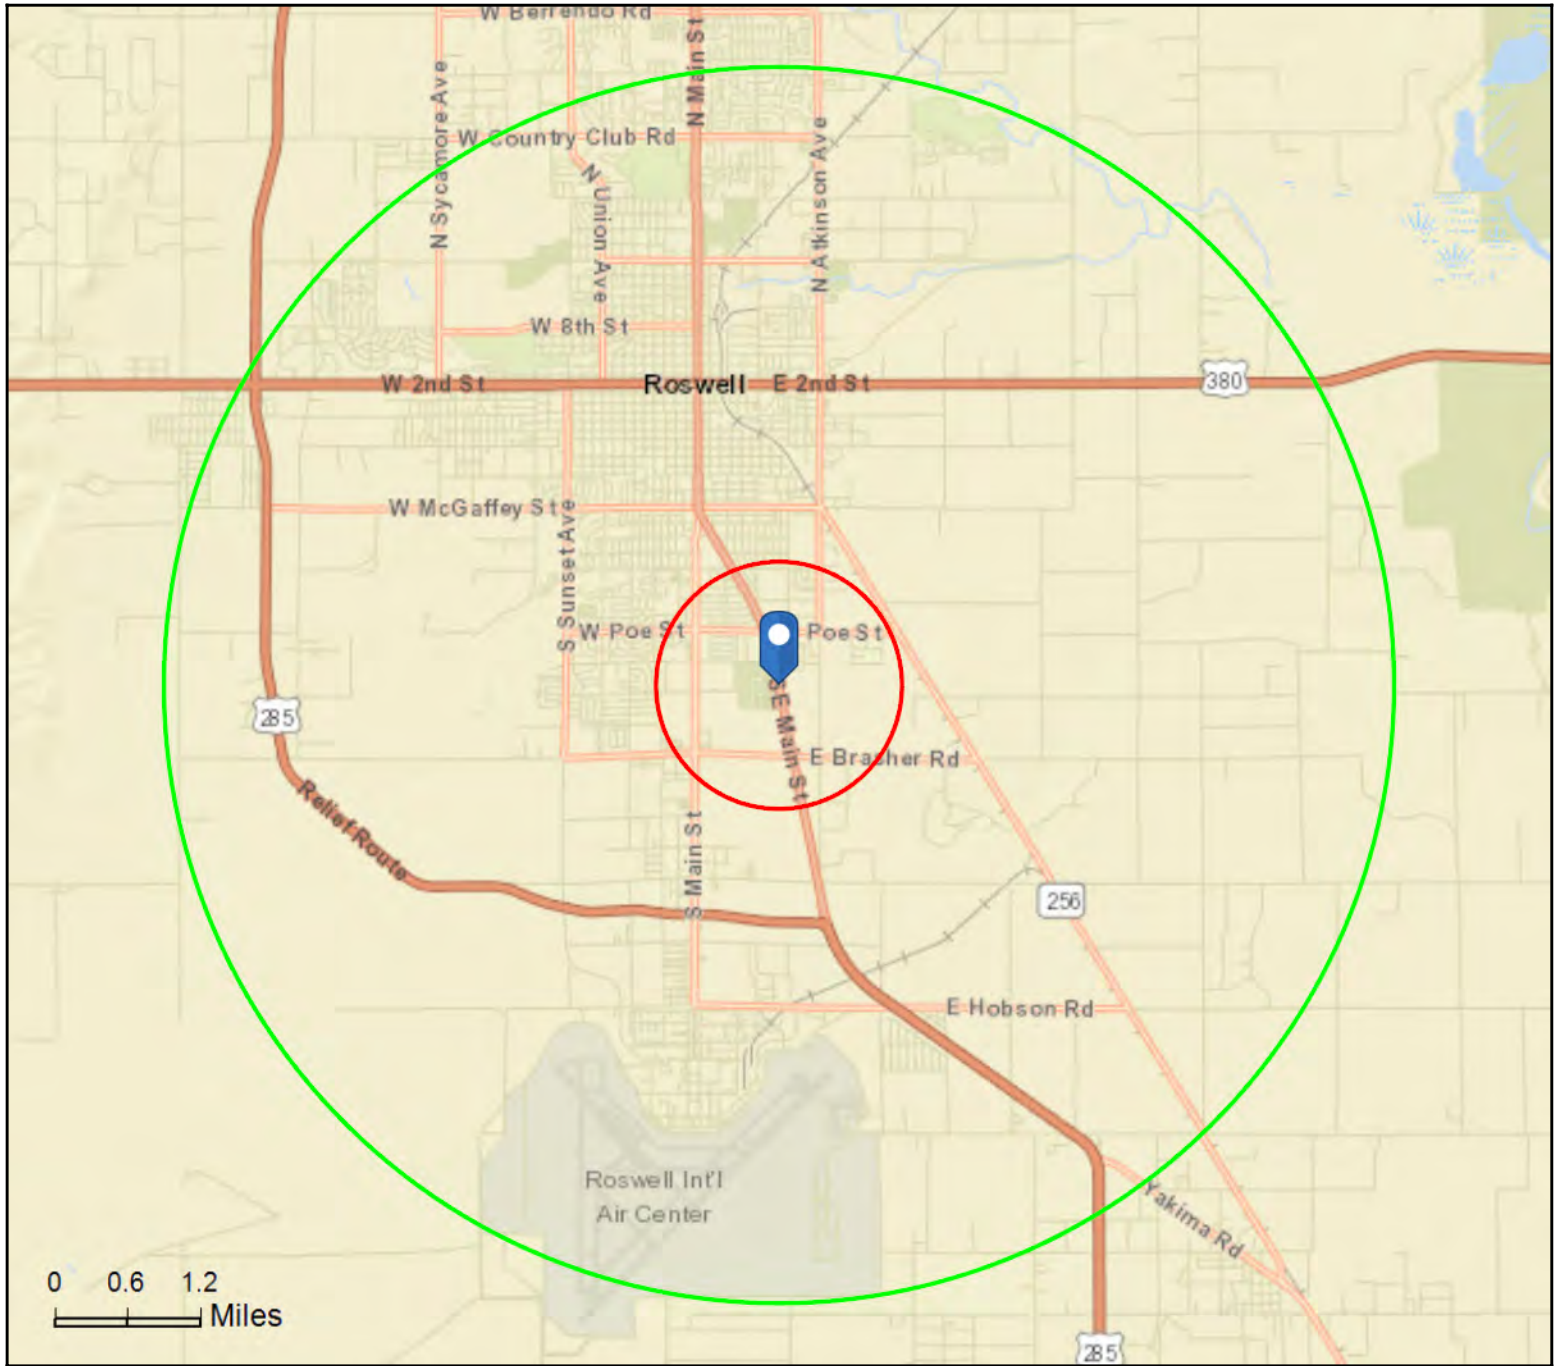 W Berrendo Rd
N Main St
N Sycamore Ave
W Country Club Rd
N Atkinson Ave
N Union Ave
W 8th St
W 2nd St
Roswell
E 2nd St
380
W McGaffey St
S Sunset Ave
W Poe St
Poe St
285
SE Main St
E Brasher Rd
Relief Route
S Main St
256
E Hobson Rd
Roswell Int'l
Air Center
Yakima Rd
0 0.6 1.2
Miles
285